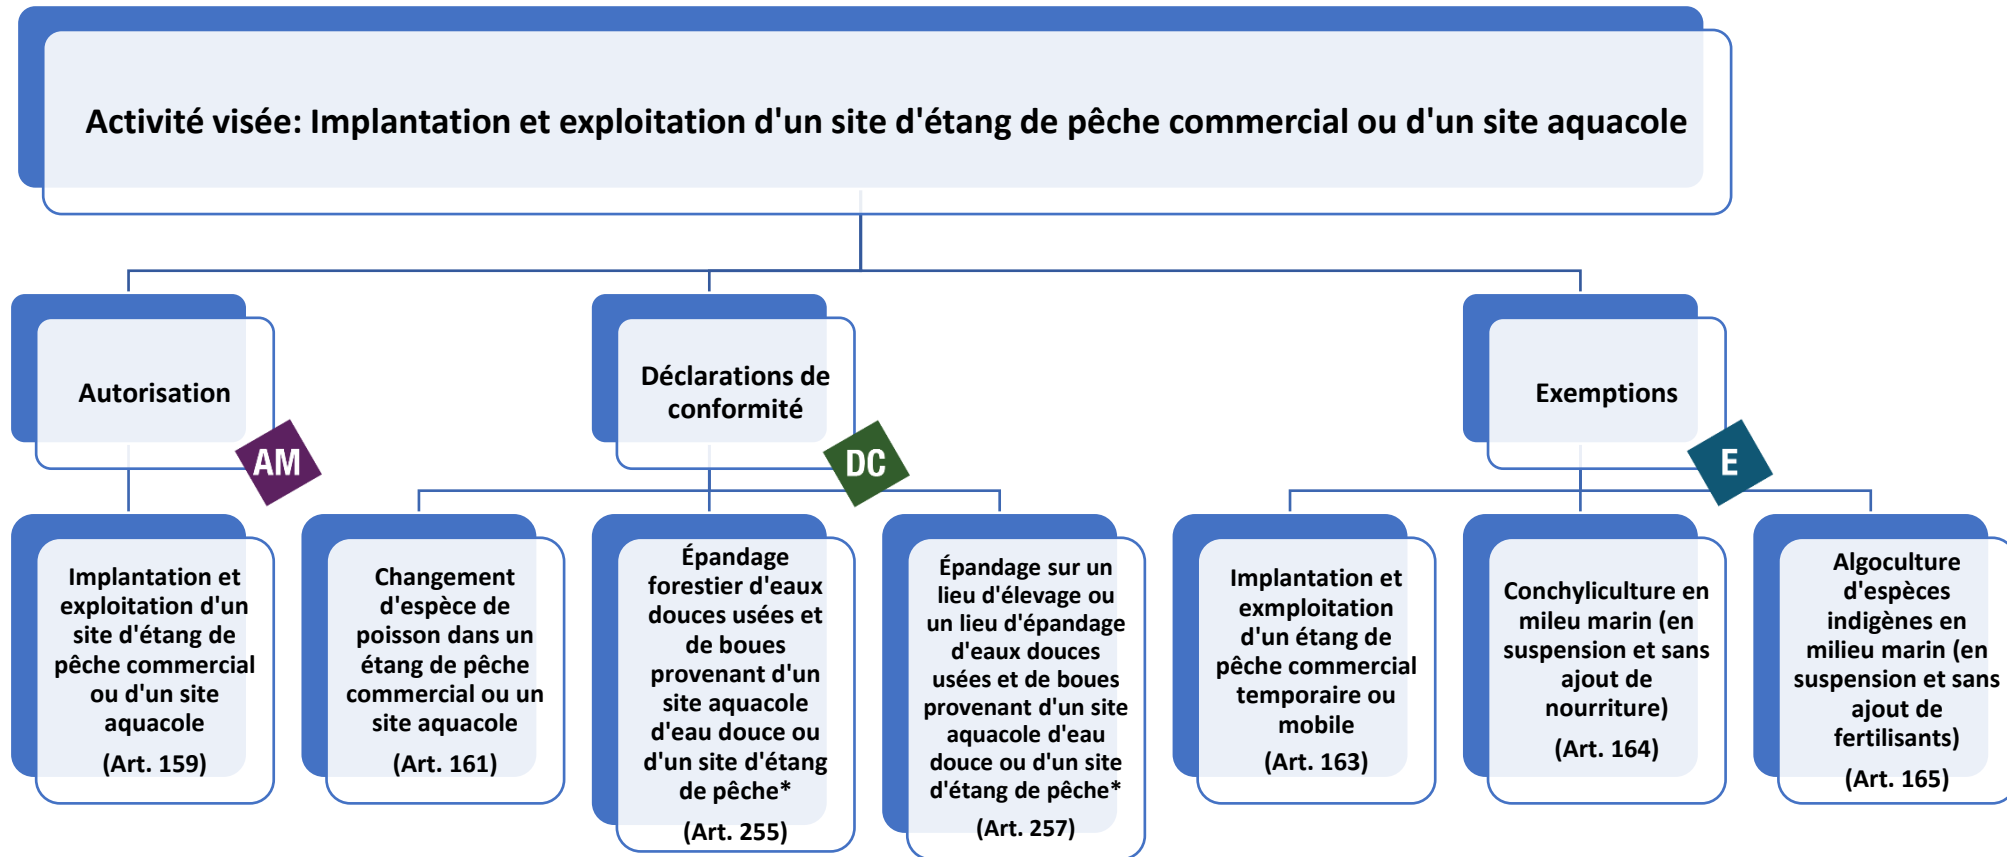 Activité visée: Implantation et exploitation d'un site d'étang de pêche commercial ou d'un site aquacole
Autorisation
AM
Déclarations de
conformité
DC
Exemptions
E
Implantation et
exploitation d'un
site d'étang de
pêche commercial
ou d'un site
aquacole
(Art. 159)
Changement
d'espèce de
poisson dans un
étang de pêche
commercial ou un
site aquacole
(Art. 161)
Épandage
forestier d'eaux
douces usées et
de boues
provenant d'un
site aquacole
d'eau douce ou
d'un site d'étang
de pêche*
(Art. 255)
Épandage sur un
lieu d'élevage ou
un lieu d'épandage
d'eaux douces
usées et de boues
provenant d'un site
aquacole d'eau
douce ou d'un site
d'étang de pêche*
(Art. 257)
Implantation et
exmploitation
d'un étang de
pêche commercial
temporaire ou
mobile
(Art. 163)
Conchyliculture en
mileu marin (en
suspension et sans
ajout de
nourriture)
(Art. 164)
Algoculture
d'espèces
indigènes en
milieu marin (en
suspension et sans
ajout de
fertilisants)
(Art. 165)